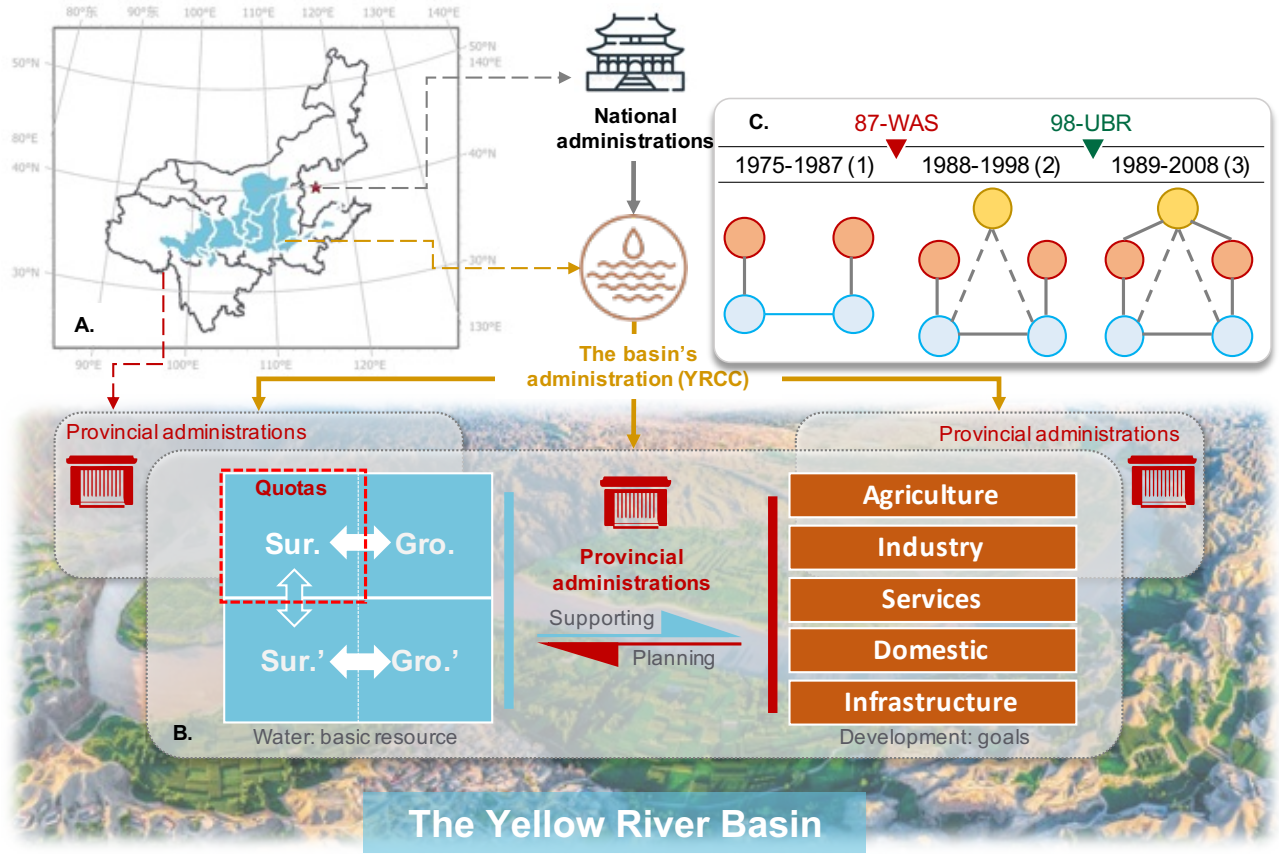 80°东
90°E
100°E
110°E
120°E
130°E
140°E
50°N
140°E
50°N
80°E
40°N
40°N
30°N
30°N
130°E
A.
90°E
100°E
110°E
120°E
National
administrations
C.
87-WAS
98-UBR
1975-1987 (1)
1988-1998 (2)
1989-2008 (3)
The basin's
administration (YRCC)
Provincial administrations
Provincial administrations
Quotas
Sur.
Gro.
Sur.’
Gro.’
B.
Water: basic resource
Provincial
administrations
Supporting
Planning
Agriculture
Industry
Services
Domestic
Infrastructure
Development: goals
The Yellow River Basin